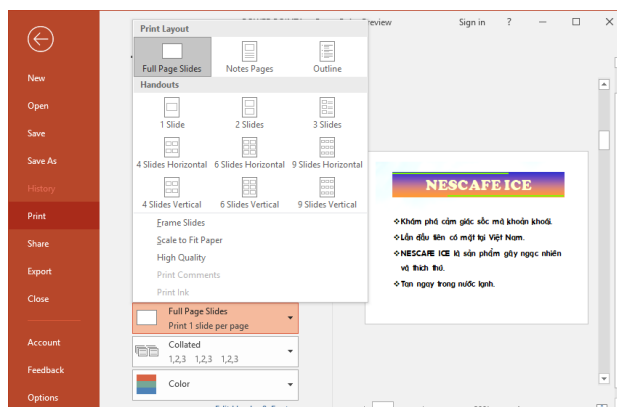 Preview
Sign in
?
New
Open
Save
Save As
History
Print
Share
Export
Close
Account
Feedback
Options
Print Layout
Full Page Slides
Notes Pages
Outline
Handouts
1 Slide
2 Slides
3 Slides
4 Slides Horizontal
6 Slides Horizontal
9 Slides Horizontal
4 Slides Vertical
6 Slides Vertical
9 Slides Vertical
Frame Slides
Scale to Fit Paper
High Quality
Print Comments
Print Ink
Full Page Slides
Print 1 slide per page
Collated
1,2,3 1,2,3 1,2,3
Color
NESCAFE ICE
❖Khám phá cảm giác sốc mà khoản khoái.
❖Lần đầu tiên có mặt tại Việt Nam.
❖NESCAFE ICE là sản phẩm gây ngạc nhiên
và thích thú.
❖Tan ngay trong nước lạnh.